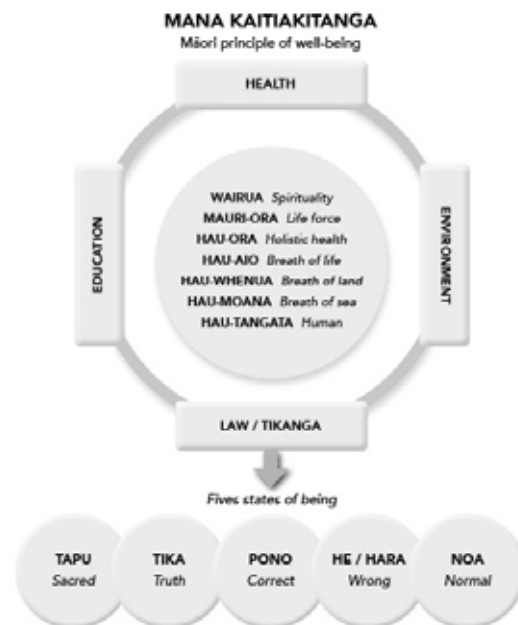 MANA KAITIAKITANGA
Māori principle of well-being
HEALTH
EDUCATION
WAIRUA Spirituality
MAURI-ORA Life force
HAU-ORA Holistic health
HAU-AIO Breath of life
HAU-WHENUA Breath of land
HAU-MOANA Breath of sea
HAU-TANGATA Human
ENVIRONMENT
LAW / TIKANGA
Fives states of being
TAPU
Sacred
TIKA
Truth
PONO
Correct
HE / HARA
Wrong
NOA
Normal